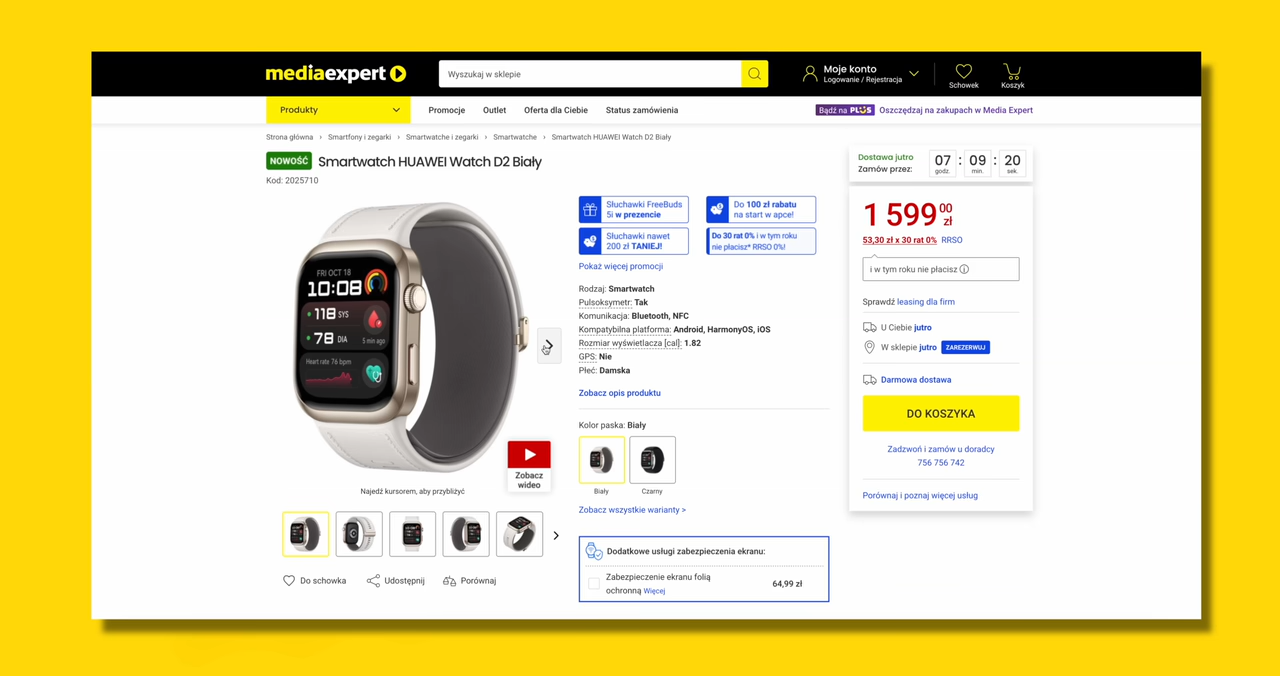 mediaexpert
Wyszukaj w sklepie
Moje konto
Logowanie / Rejestracja
Schowek
Koszyk
Produkty
Promocje
Outlet
Oferta dla Ciebie
Status zamówienia
Bądź na PLUS
Oszczędzaj na zakupach w Media Expert
Strona główna > Smartfony i zegarki > Smartwatche i zegarki > Smartwatche > Smartwatch HUAWEI Watch D2 Biały
NOWOŚĆ Smartwatch HUAWEI Watch D2 Biały
Kod: 2025710
FRI OCT 18
10:08
118 SYS
78 DIA
5 min ago
Heart rate 76 bpm
Zobacz
wideo
Najedź kursorem, aby przybliżyć
Do schowka
Udostępnij
Porównaj
Słuchawki FreeBuds
5i w prezencie
Do 100 zł rabatu
na start w apce!
Słuchawki nawet
200 zł TANIEJ!
Do 30 rat 0% i w tym roku
nie płacisz* RRSO 0%!
Pokaż więcej promocji
Rodzaj: Smartwatch
Pulsoksymetr: Tak
Komunikacja: Bluetooth, NFC
Kompatybilna platforma: Android, HarmonyOS, iOS
Rozmiar wyświetlacza [cal]: 1.82
GPS: Nie
Płeć: Damska
Zobacz opis produktu
Kolor paska: Biały
Biały
Czarny
Zobacz wszystkie warianty >
Dodatkowe usługi zabezpieczenia ekranu:
Zabezpieczenie ekranu folią
ochronną Więcej
64,99 zł
Dostawa jutro
Zamów przez:
07 : 09 : 20
godz. min. sek.
1 599 00
zł
53,30 zł x 30 rat 0% RRSO
i w tym roku nie płacisz
Sprawdź leasing dla firm
U Ciebie jutro
W sklepie jutro ZAREZERWUJ
Darmowa dostawa
DO KOSZYKA
Zadzwoń i zamów u doradcy
756 756 742
Porównaj i poznaj więcej usług